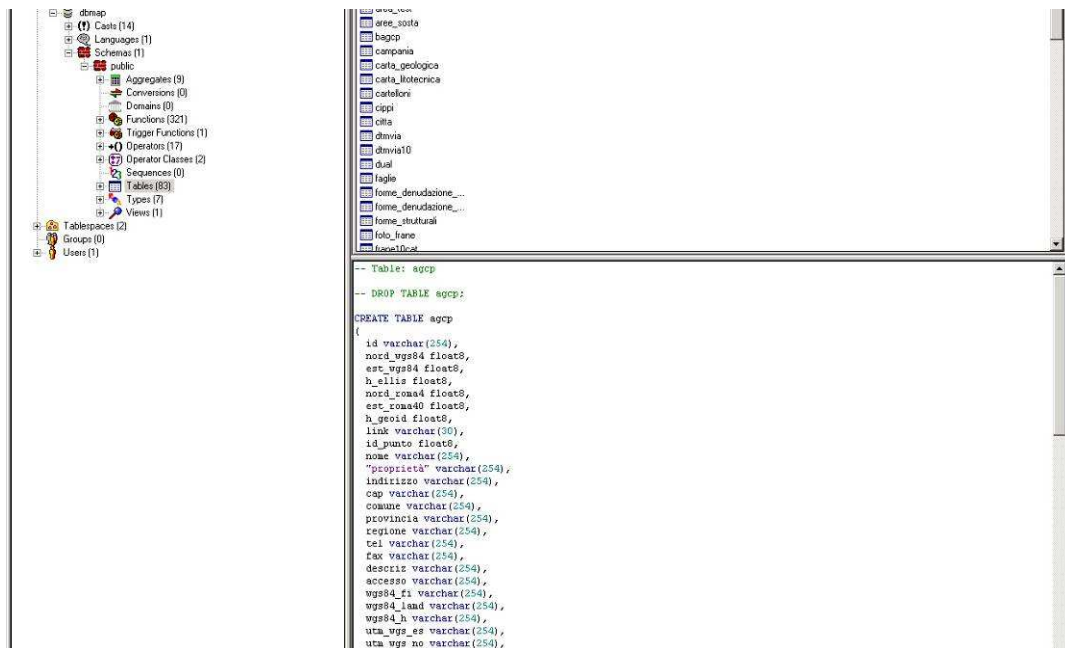 dbmap
Casts (14)
Languages (1)
Schemas (1)
public
Aggregates (9)
Conversions (0)
Domains (0)
Functions (321)
Trigger Functions (1)
Operators (17)
Operator Classes (2)
Sequences (0)
Tables (83)
Types (7)
Views (1)
Tablespaces (2)
Groups (0)
Users (1)
area_test
aree_sosta
bagcp
campania
carta_geologica
carta_litotecnica
cartelloni
cippi
citta
dtmvia
dtmvia10
dual
faglie
forme_denudazione_...
forme_denudazione_...
forme_strutturali
foto_frane
frane10cat
-- Table: agcp
-- DROP TABLE agcp;
CREATE TABLE agcp
(
id varchar(254),
nord_wgs84 float8,
est_wgs84 float8,
h_ellis float8,
nord_roma4 float8,
est_roma40 float8,
h_geoid float8,
link varchar(30),
id_punto float8,
nome varchar(254),
"proprietà" varchar(254),
indirizzo varchar(254),
cap varchar(254),
comune varchar(254),
provincia varchar(254),
regione varchar(254),
tel varchar(254),
fax varchar(254),
descriz varchar(254),
accesso varchar(254),
wgs84_fi varchar(254),
wgs84_lamd varchar(254),
wgs84_h varchar(254),
utm_wgs_es varchar(254),
utm_wgs_no varchar(254),